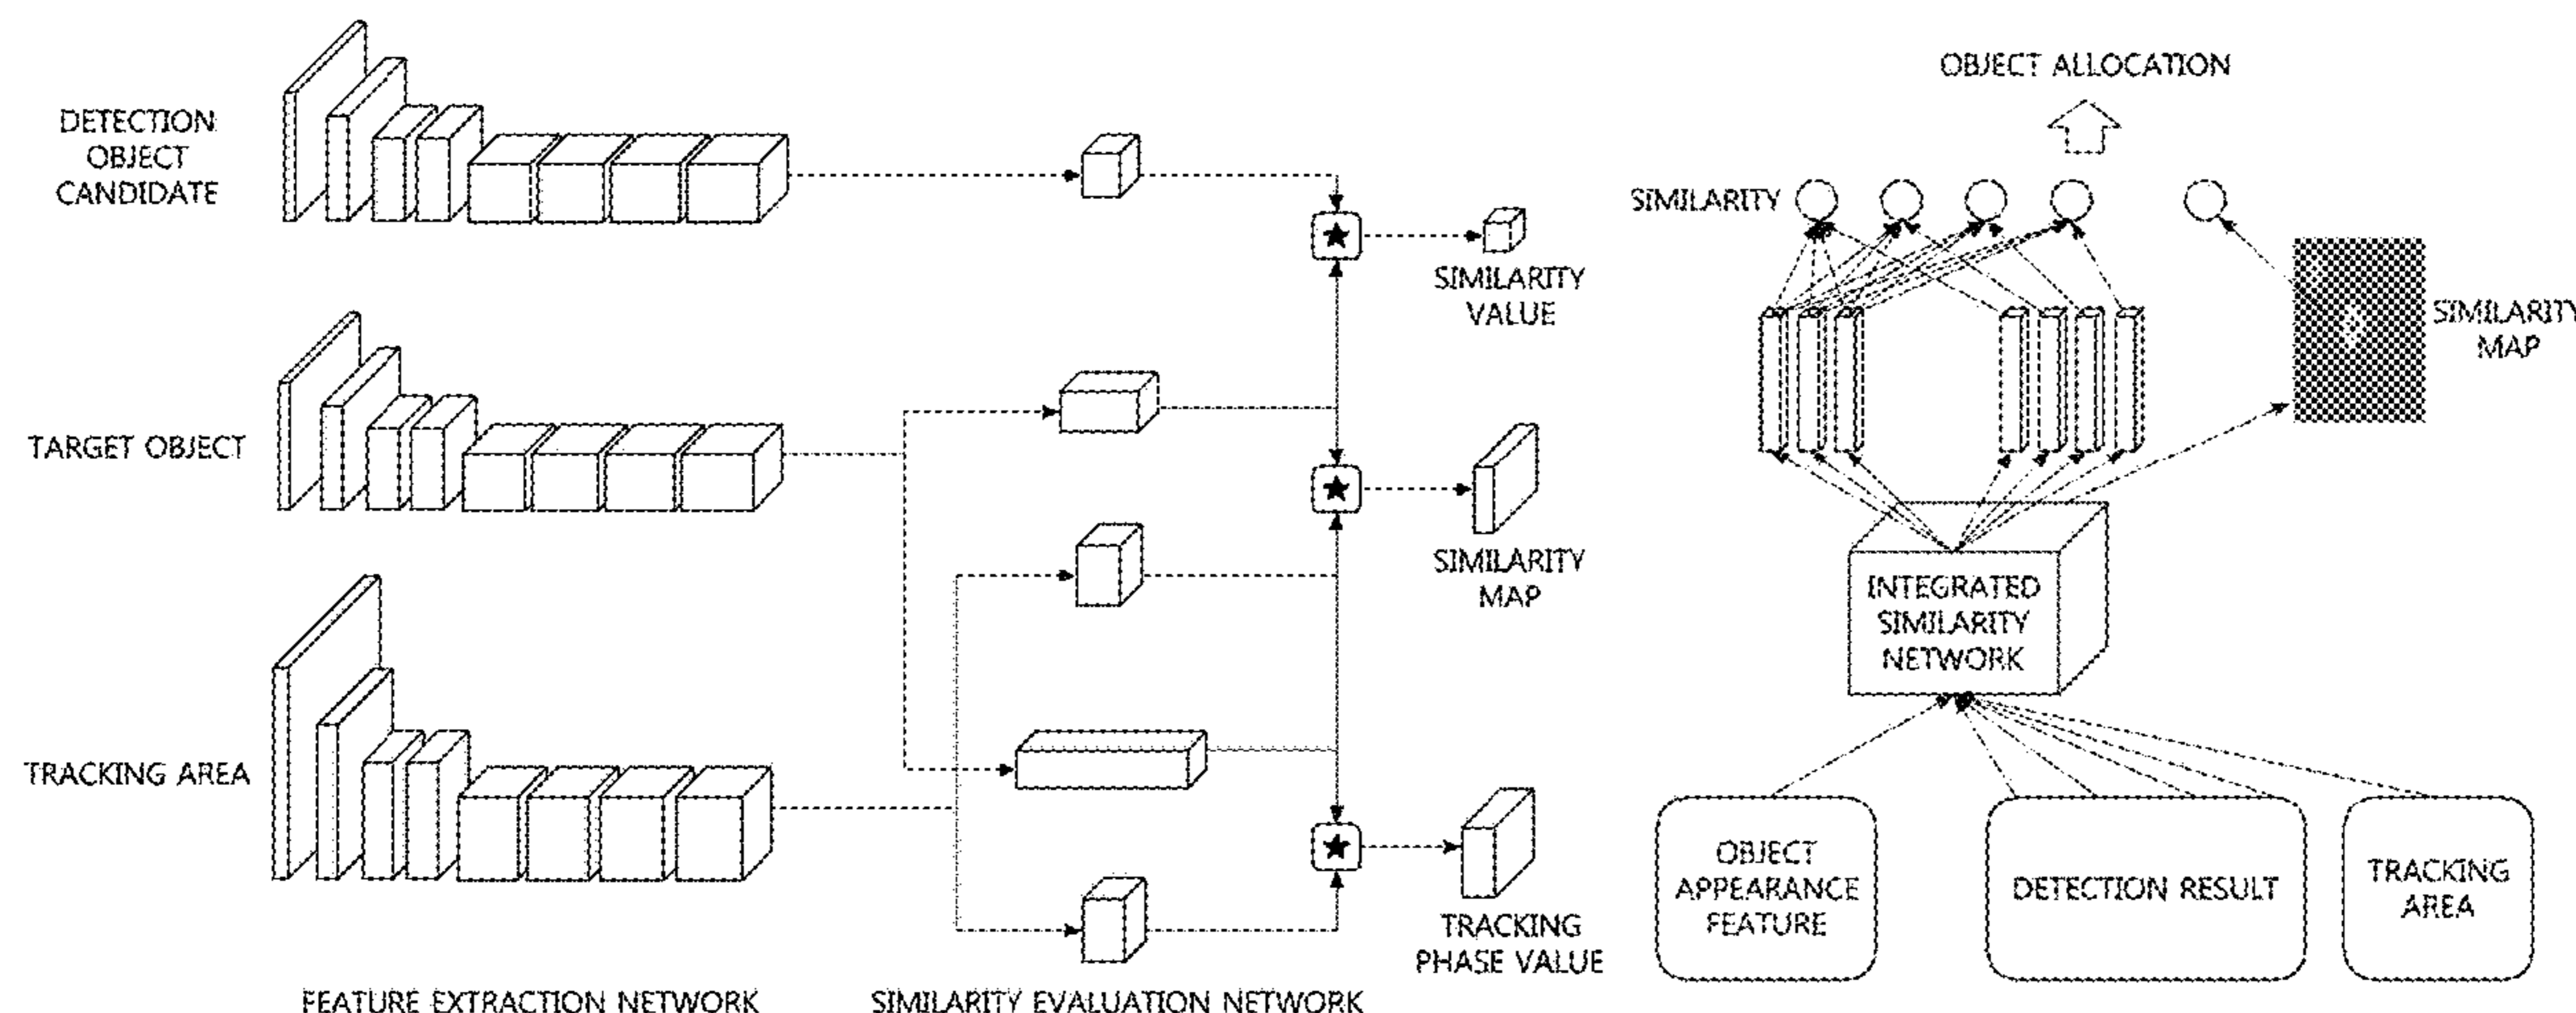 DETECTION
OBJECT
CANDIDATE
SIMILARITY
VALUE
TARGET OBJECT
SIMILARITY
MAP
TRACKING AREA
TRACKING
PHASE VALUE
FEATURE EXTRACTION NETWORK
SIMILARITY EVALUATION NETWORK
OBJECT ALLOCATION
SIMILARITY
SIMILARITY
MAP
INTEGRATED
SIMILARITY
NETWORK
OBJECT
APPEARANCE
FEATURE
DETECTION RESULT
TRACKING
AREA